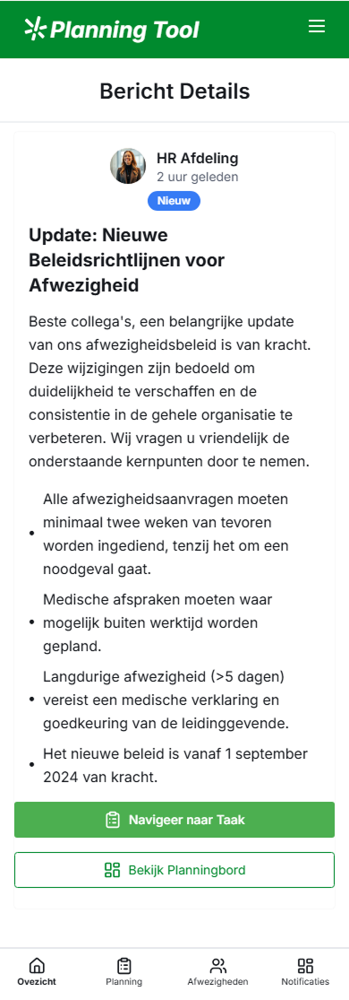 Planning Tool
Bericht Details
HR Afdeling
2 uur geleden
Nieuw
Update: Nieuwe
Beleidsrichtlijnen voor
Afwezigheid
Beste collega's, een belangrijke update
van ons afwezigheidsbeleid is van kracht.
Deze wijzigingen zijn bedoeld om
duidelijkheid te verschaffen en de
consistentie in de gehele organisatie te
verbeteren. Wij vragen u vriendelijk de
onderstaande kernpunten door te nemen.
• Alle afwezigheidsaanvragen moeten
minimaal twee weken van tevoren
worden ingediend, tenzij het om een
noodgeval gaat.
• Medische afspraken moeten waar
mogelijk buiten werktijd worden
gepland.
• Langdurige afwezigheid (>5 dagen)
vereist een medische verklaring en
goedkeuring van de leidinggevende.
• Het nieuwe beleid is vanaf 1 september
2024 van kracht.
Navigeer naar Taak
Bekijk Planningbord
Ovezicht
Planning
Afwezigheden
Notificaties